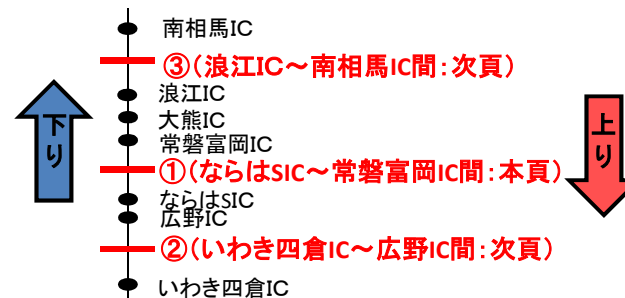 南相馬IC
③(浪江IC～南相馬IC間：次頁)
浪江IC
大熊IC
常磐富岡IC
①(ならはSIC～常磐富岡IC間：本頁)
ならはSIC
広野IC
②(いわき四倉IC～広野IC間：次頁)
いわき四倉IC
下り
上り